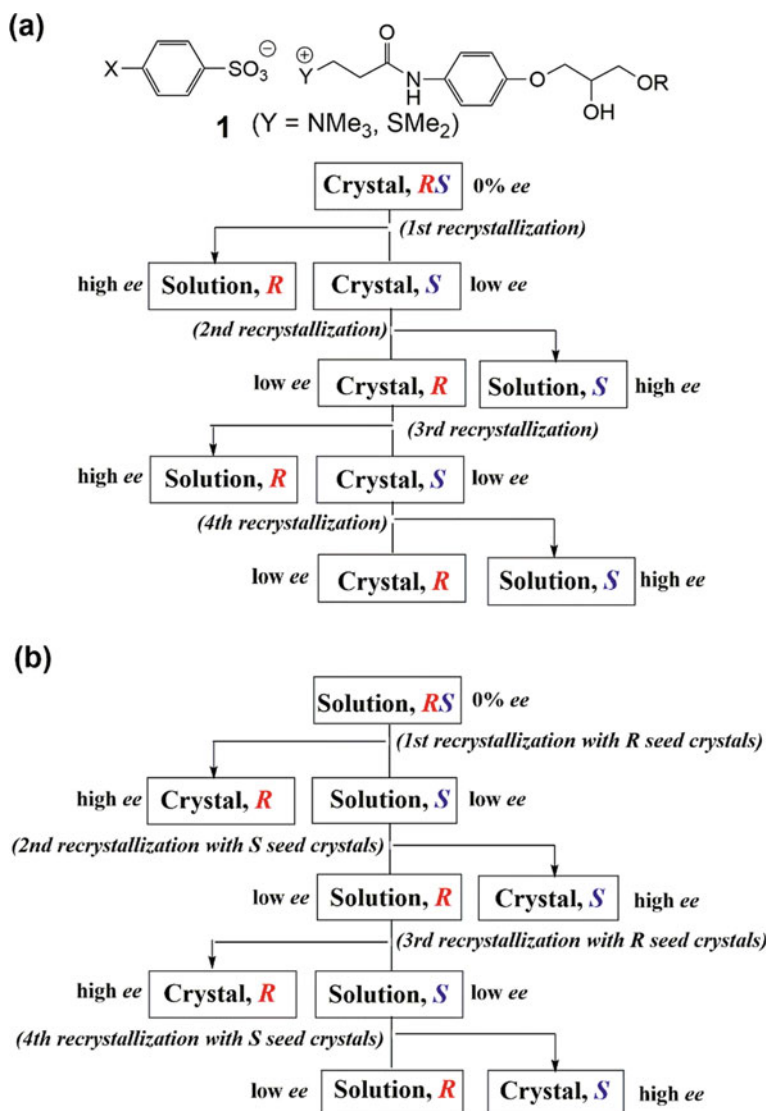 (a)
X SO3⊖ ⊕ Y O N H O OH OR
1 (Y = NMe3, SMe2)
Crystal, RS 0% ee
(1st recrystallization)
high ee Solution, R Crystal, S low ee
(2nd recrystallization)
low ee Crystal, R Solution, S high ee
(3rd recrystallization)
high ee Solution, R Crystal, S low ee
(4th recrystallization)
low ee Crystal, R Solution, S high ee
(b)
Solution, RS 0% ee
(1st recrystallization with R seed crystals)
high ee Crystal, R Solution, S low ee
(2nd recrystallization with S seed crystals)
low ee Solution, R Crystal, S high ee
(3rd recrystallization with R seed crystals)
high ee Crystal, R Solution, S low ee
(4th recrystallization with S seed crystals)
low ee Solution, R Crystal, S high ee